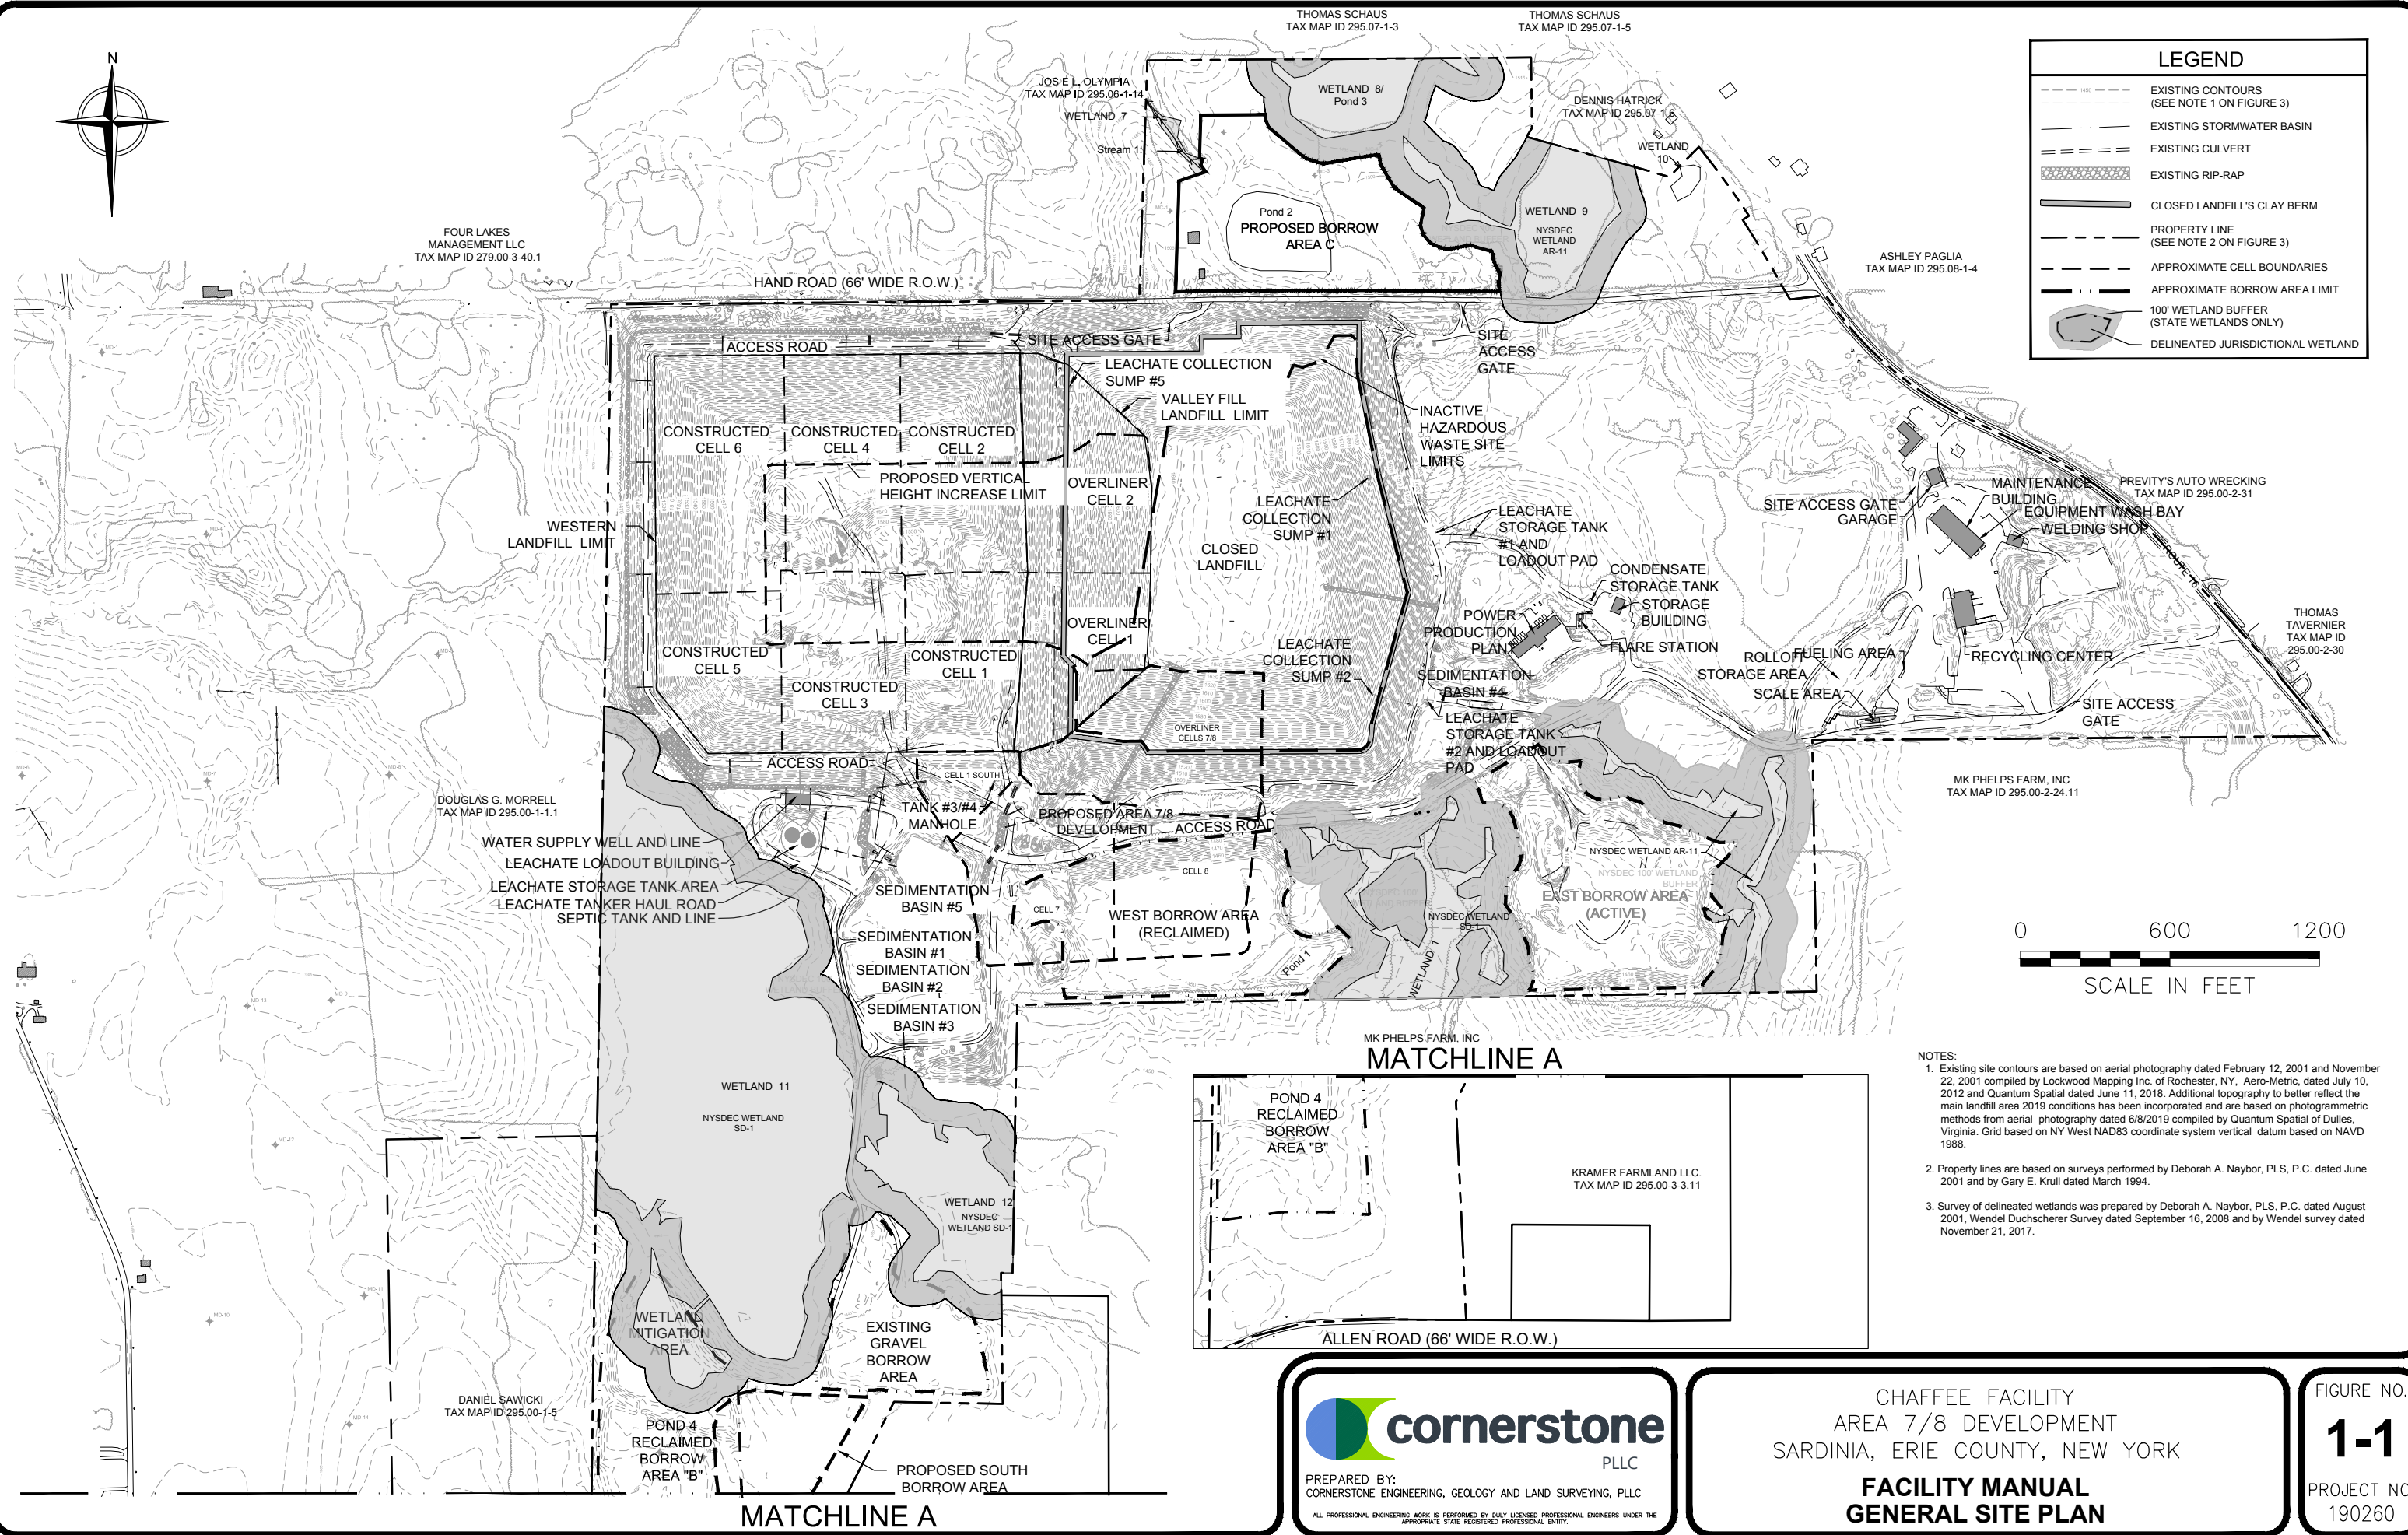 THOMAS SCHAUS
TAX MAP ID 295.07-1-3
THOMAS SCHAUS
TAX MAP ID 295.07-1-5
N
JOSIE L. OLYMPIA
TAX MAP ID 295.06-1-14
WETLAND 7
Stream 1
WETLAND 8/
Pond 3
DENNIS HATRICK
TAX MAP ID 295.07-1-6
WETLAND
10
WETLAND 9
NYSDEC
WETLAND
AR-11
Pond 2
PROPOSED BORROW
AREA C
FOUR LAKES
MANAGEMENT LLC
TAX MAP ID 279.00-3-40.1
ASHLEY PAGLIA
TAX MAP ID 295.08-1-4
HAND ROAD (66' WIDE R.O.W.)
LEGEND
1460
EXISTING CONTOURS
(SEE NOTE 1 ON FIGURE 3)
EXISTING STORMWATER BASIN
EXISTING CULVERT
EXISTING RIP-RAP
CLOSED LANDFILL'S CLAY BERM
PROPERTY LINE
(SEE NOTE 2 ON FIGURE 3)
APPROXIMATE CELL BOUNDARIES
APPROXIMATE BORROW AREA LIMIT
100' WETLAND BUFFER
(STATE WETLANDS ONLY)
DELINEATED JURISDICTIONAL WETLAND
ACCESS ROAD
SITE ACCESS GATE
SITE
ACCESS
GATE
LEACHATE COLLECTION
SUMP #5
VALLEY FILL
LANDFILL LIMIT
INACTIVE
HAZARDOUS
WASTE SITE
LIMITS
CONSTRUCTED
CELL 6
CONSTRUCTED
CELL 4
CONSTRUCTED
CELL 2
PROPOSED VERTICAL
HEIGHT INCREASE LIMIT
OVERLINER
CELL 2
WESTERN
LANDFILL LIMIT
LEACHATE
COLLECTION
SUMP #1
CLOSED
LANDFILL
LEACHATE
STORAGE TANK
#1 AND
LOADOUT PAD
CONDENSATE
STORAGE TANK
STORAGE
BUILDING
POWER
PRODUCTION
PLANT
FLARE STATION
OVERLINER
CELL 1
LEACHATE
COLLECTION
SUMP #2
CONSTRUCTED
CELL 5
CONSTRUCTED
CELL 3
CONSTRUCTED
CELL 1
SEDIMENTATION
BASIN #4
LEACHATE
STORAGE TANK
#2 AND LOADOUT
PAD
OVERLINER
CELLS 7/8
MAINTENANCE
BUILDING
PREVITY'S AUTO WRECKING
TAX MAP ID 295.00-2-31
SITE ACCESS GATE
GARAGE
EQUIPMENT WASH BAY
WELDING SHOP
ROUTE 16
THOMAS
TAVERNIER
TAX MAP ID
295.00-2-30
ROLLOFF
STORAGE AREA
FUELING AREA
RECYCLING CENTER
SCALE AREA
SITE ACCESS
GATE
MK PHELPS FARM, INC
TAX MAP ID 295.00-2-24.11
ACCESS ROAD
CELL 1 SOUTH
TANK #3/#4
MANHOLE
PROPOSED AREA 7/8
DEVELOPMENT
ACCESS ROAD
DOUGLAS G. MORRELL
TAX MAP ID 295.00-1-1.1
WATER SUPPLY WELL AND LINE
LEACHATE LOADOUT BUILDING
LEACHATE STORAGE TANK AREA
LEACHATE TANKER HAUL ROAD
SEPTIC TANK AND LINE
SEDIMENTATION
BASIN #5
SEDIMENTATION
BASIN #1
SEDIMENTATION
BASIN #2
SEDIMENTATION
BASIN #3
CELL 7
CELL 8
WEST BORROW AREA
(RECLAIMED)
Pond 1
WETLAND 1
NYSDEC WETLAND
SD-1
NYSDEC WETLAND AR-11
NYSDEC 100' WETLAND
BUFFER
EAST BORROW AREA
(ACTIVE)
0 600 1200
SCALE IN FEET
MK PHELPS FARM, INC
MATCHLINE A
POND 4
RECLAIMED
BORROW
AREA "B"
KRAMER FARMLAND LLC.
TAX MAP ID 295.00-3-3.11
ALLEN ROAD (66' WIDE R.O.W.)
WETLAND 11
NYSDEC WETLAND
SD-1
WETLAND 12
NYSDEC
WETLAND SD-1
WETLAND
MITIGATION
AREA
EXISTING
GRAVEL
BORROW
AREA
DANIEL SAWICKI
TAX MAP ID 295.00-1-5
POND 4
RECLAIMED
BORROW
AREA "B"
PROPOSED SOUTH
BORROW AREA
MATCHLINE A
NOTES:
1. Existing site contours are based on aerial photography dated February 12, 2001 and November
22, 2001 compiled by Lockwood Mapping Inc. of Rochester, NY, Aero-Metric, dated July 10,
2012 and Quantum Spatial dated June 11, 2018. Additional topography to better reflect the
main landfill area 2019 conditions has been incorporated and are based on photogrammetric
methods from aerial photography dated 6/8/2019 compiled by Quantum Spatial of Dulles,
Virginia. Grid based on NY West NAD83 coordinate system vertical datum based on NAVD
1988.
2. Property lines are based on surveys performed by Deborah A. Naybor, PLS, P.C. dated June
2001 and by Gary E. Krull dated March 1994.
3. Survey of delineated wetlands was prepared by Deborah A. Naybor, PLS, P.C. dated August
2001, Wendel Duchscherer Survey dated September 16, 2008 and by Wendel survey dated
November 21, 2017.
cornerstone
PLLC
PREPARED BY:
CORNERSTONE ENGINEERING, GEOLOGY AND LAND SURVEYING, PLLC
ALL PROFESSIONAL ENGINEERING WORK IS PERFORMED BY DULY LICENSED PROFESSIONAL ENGINEERS UNDER THE
APPROPRIATE STATE REGISTERED PROFESSIONAL ENTITY.
CHAFFEE FACILITY
AREA 7/8 DEVELOPMENT
SARDINIA, ERIE COUNTY, NEW YORK
FACILITY MANUAL
GENERAL SITE PLAN
FIGURE NO.
1-1
PROJECT NO
190260